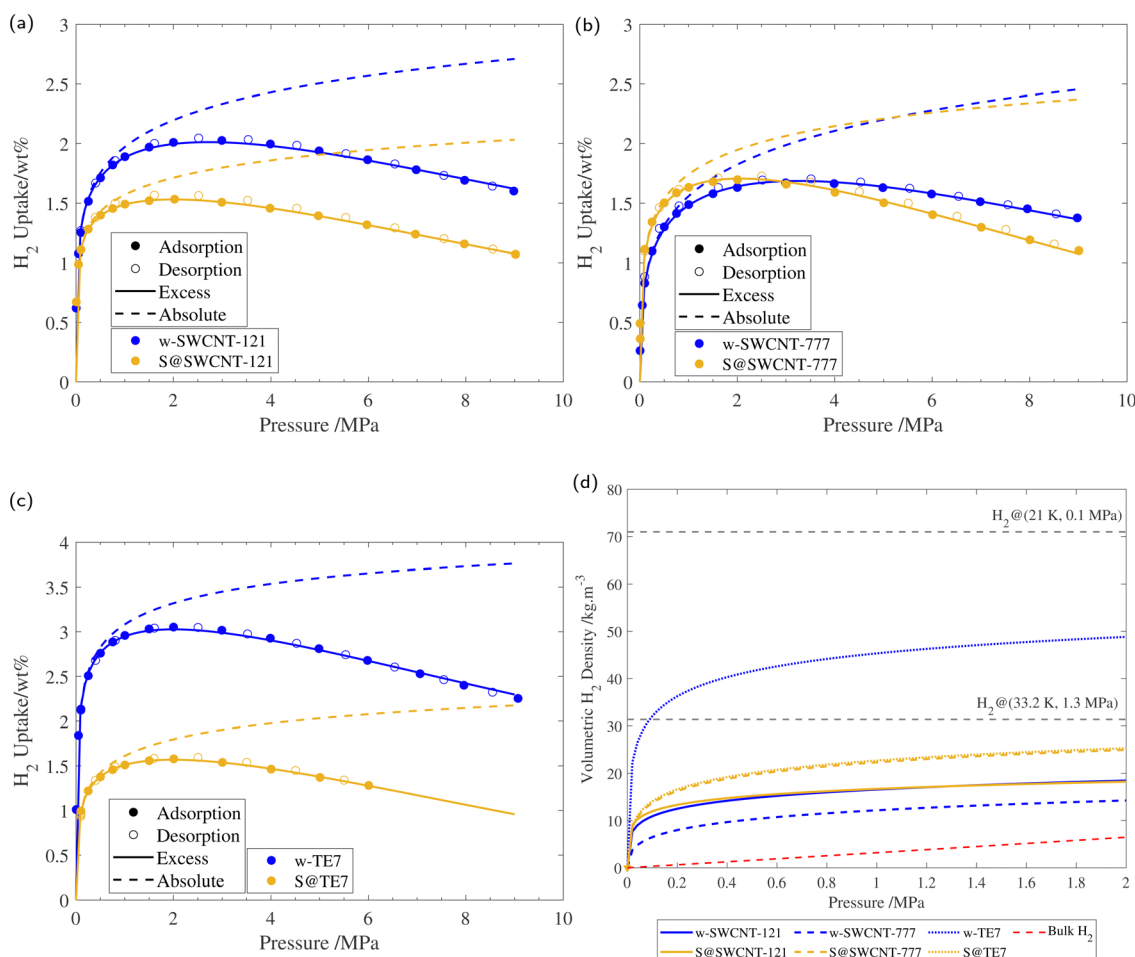 (a)
H₂ Uptake/wt%
3
2.5
2
1.5
1
0.5
0
Adsorption
Desorption
Excess
Absolute
w-SWCNT-121
S@SWCNT-121
0 2 4 6 8 10
Pressure /MPa
(b)
H₂ Uptake/wt%
3
2.5
2
1.5
1
0.5
0
Adsorption
Desorption
Excess
Absolute
w-SWCNT-777
S@SWCNT-777
0 2 4 6 8 10
Pressure /MPa
(c)
H₂ Uptake/wt%
4
3.5
3
2.5
2
1.5
1
0.5
0
Adsorption
Desorption
Excess
Absolute
w-TE7
S@TE7
0 2 4 6 8 10
Pressure /MPa
(d)
Volumetric H₂ Density /kg.m⁻³
80
70
60
50
40
30
20
10
0
H₂@(21 K, 0.1 MPa)
H₂@(33.2 K, 1.3 MPa)
0 0.2 0.4 0.6 0.8 1 1.2 1.4 1.6 1.8 2
Pressure /MPa
w-SWCNT-121 w-SWCNT-777 w-TE7 Bulk H₂
S@SWCNT-121 S@SWCNT-777 S@TE7